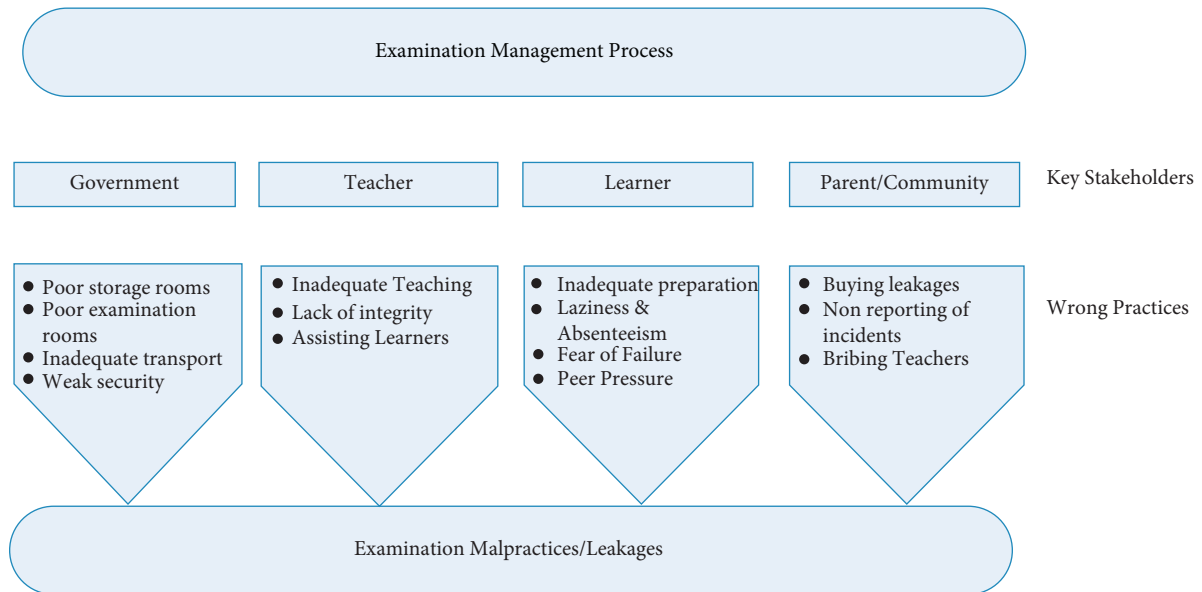 Examination Management Process
Government
Teacher
Learner
Parent/Community
Key Stakeholders
● Poor storage rooms
● Poor examination
rooms
● Inadequate transport
● Weak security
● Inadequate Teaching
● Lack of integrity
● Assisting Learners
● Inadequate preparation
● Laziness &
Absenteeism
● Fear of Failure
● Peer Pressure
● Buying leakages
● Non reporting of
incidents
● Bribing Teachers
Wrong Practices
Examination Malpractices/Leakages